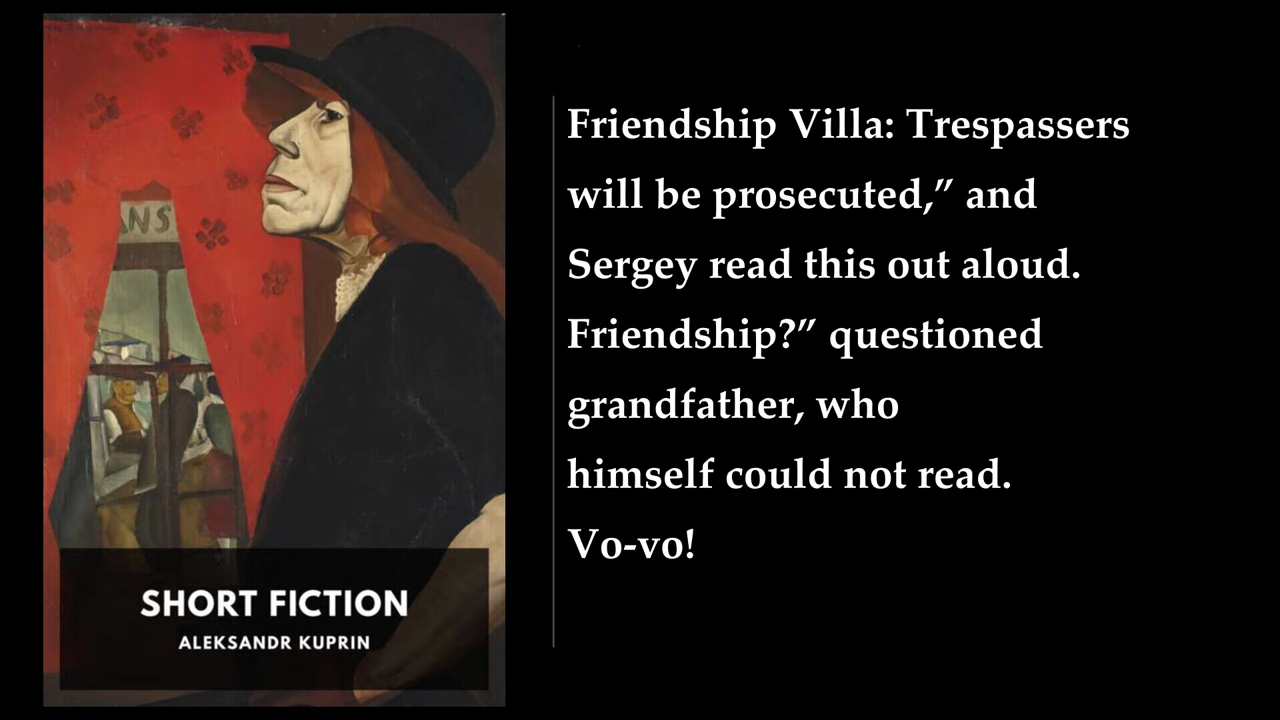 ANS
SHORT FICTION
ALEKSANDR KUPRIN
Friendship Villa: Trespassers
will be prosecuted,” and
Sergey read this out aloud.
Friendship?” questioned
grandfather, who
himself could not read.
Vo-vo!